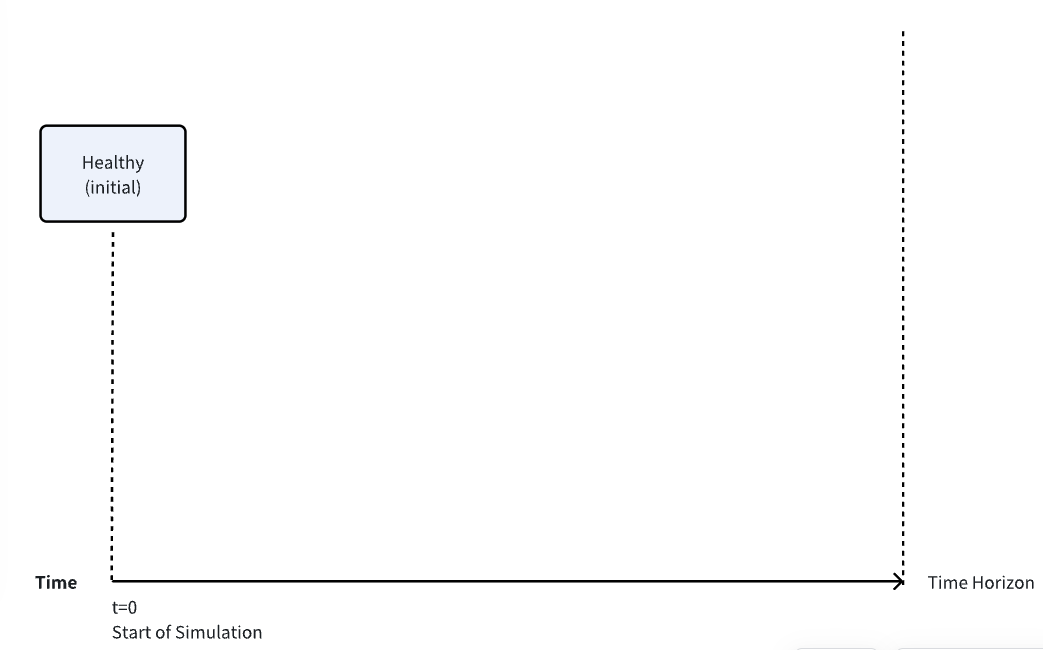 Healthy
(initial)
Time
Time Horizon
t=0
Start of Simulation